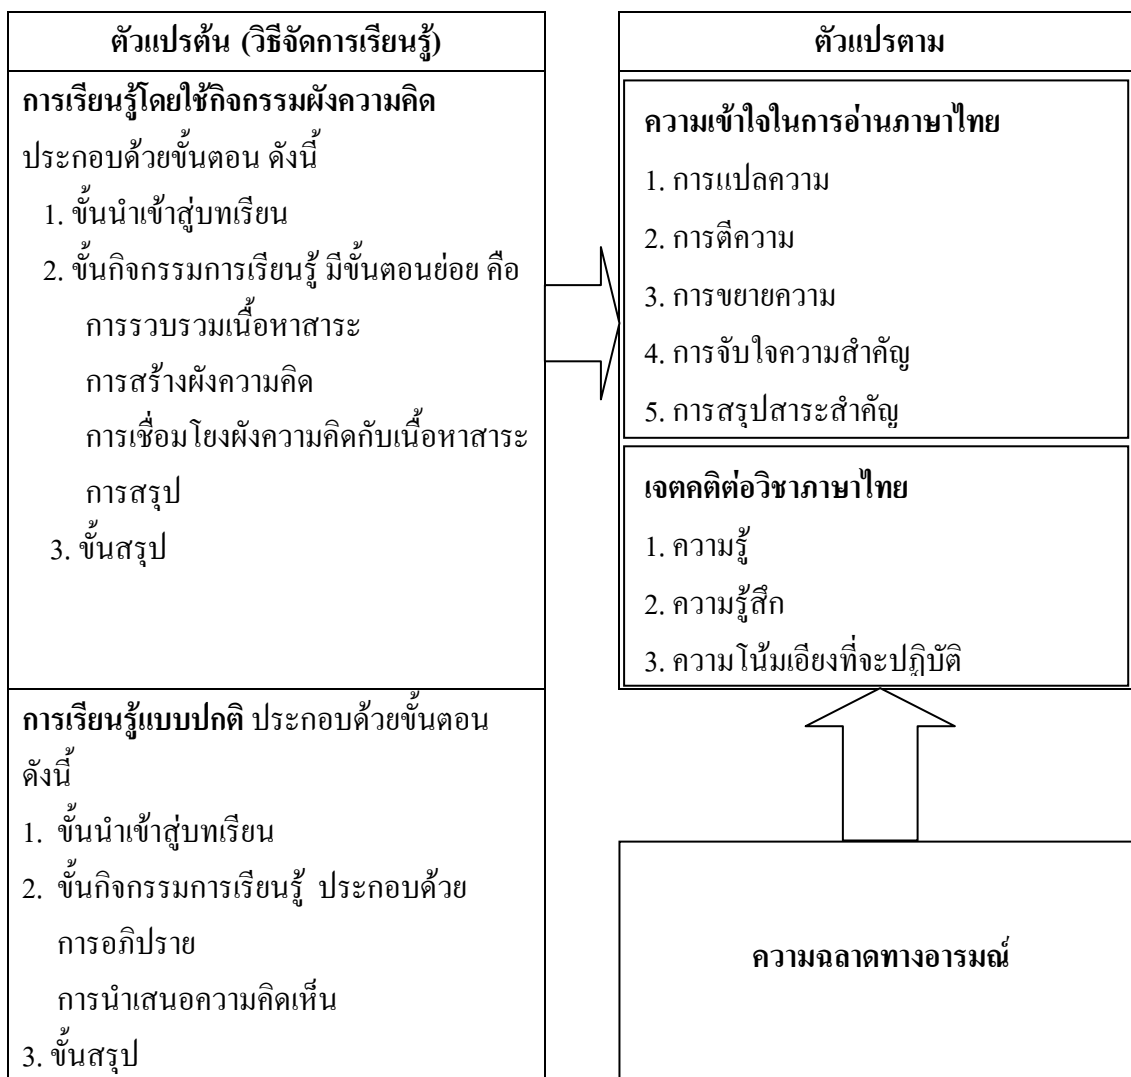 ตัวแปรต้น (วิธีจัดการเรียนรู้)
การเรียนรู้โดยใช้กิจกรรมผังความคิด
ประกอบด้วยขั้นตอน ดังนี้
1. ขั้นนำเข้าสู่บทเรียน
2. ขั้นกิจกรรมการเรียนรู้ มีขั้นตอนย่อย คือ
การรวบรวมเนื้อหาสาระ
การสร้างผังความคิด
การเชื่อมโยงผังความคิดกับเนื้อหาสาระ
การสรุป
3. ขั้นสรุป
การเรียนรู้แบบปกติ ประกอบด้วยขั้นตอน
ดังนี้
1. ขั้นนำเข้าสู่บทเรียน
2. ขั้นกิจกรรมการเรียนรู้ ประกอบด้วย
การอภิปราย
การนำเสนอความคิดเห็น
3. ขั้นสรุป
ตัวแปรตาม
ความเข้าใจในการอ่านภาษาไทย
1. การแปลความ
2. การตีความ
3. การขยายความ
4. การจับใจความสำคัญ
5. การสรุปสาระสำคัญ
เจตคติต่อวิชาภาษาไทย
1. ความรู้
2. ความรู้สึก
3. ความโน้มเอียงที่จะปฏิบัติ
ความฉลาดทางอารมณ์